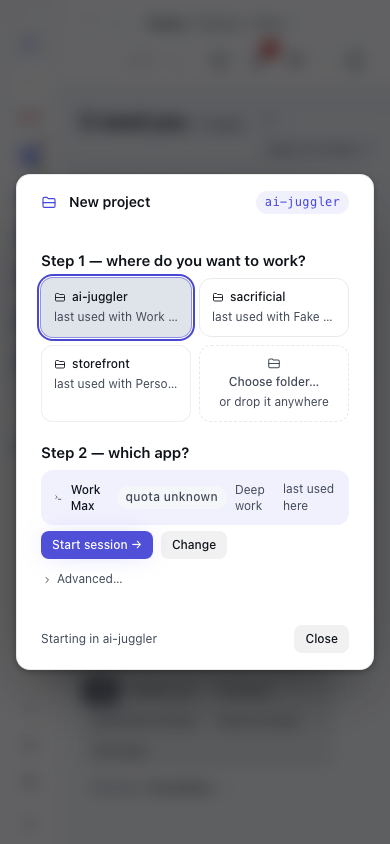 New project
ai-juggler
Step 1 — where do you want to work?
ai-juggler
last used with Work ...
sacrificial
last used with Fake ...
storefront
last used with Perso...
Choose folder...
or drop it anywhere
Step 2 — which app?
Work
Max
quota unknown
Deep
work
last used
here
Start session →
Change
Advanced...
Starting in ai-juggler
Close